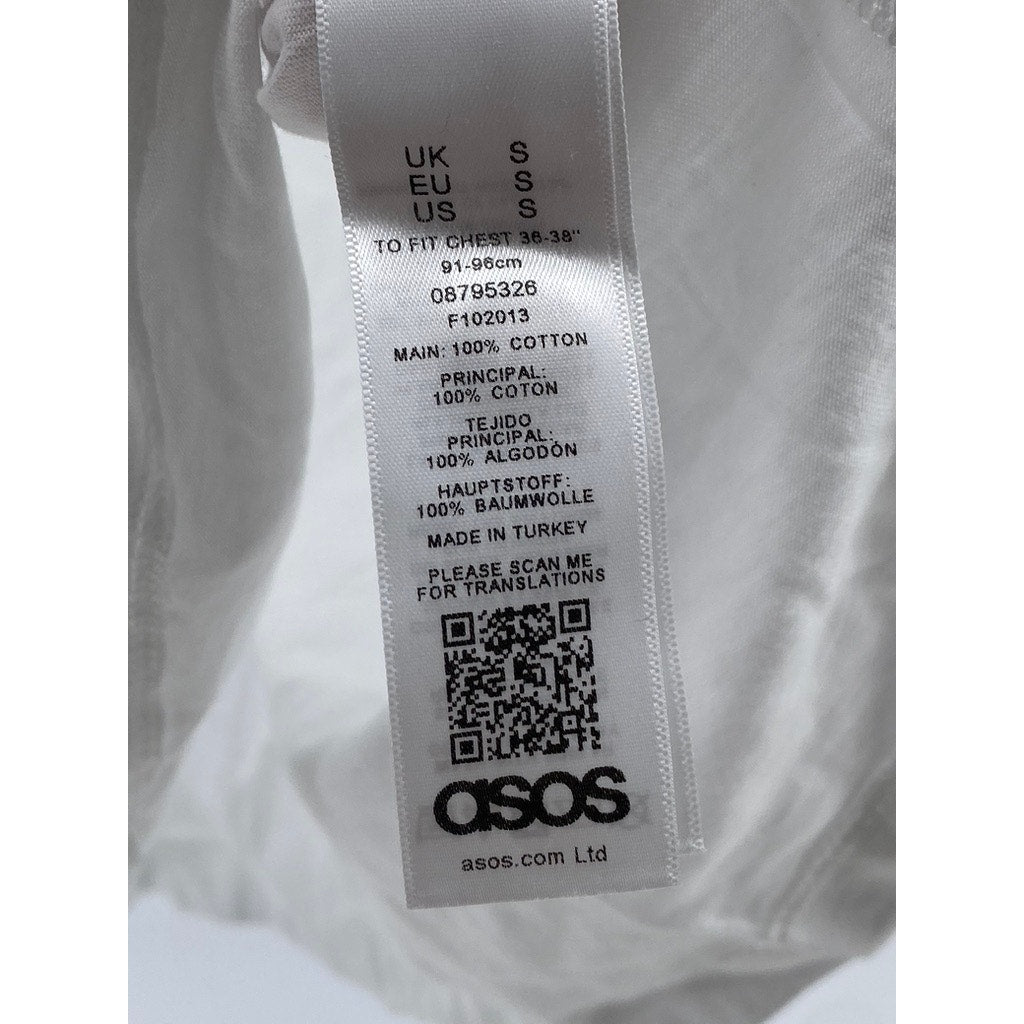 UK S
EU S
US S
TO FIT CHEST 36-38"
91-96cm
08795326
F102013
MAIN: 100% COTTON
PRINCIPAL:
100% COTON
TEJIDO
PRINCIPAL:
100% ALGODÓN
HAUPTSTOFF:
100% BAUMWOLLE
MADE IN TURKEY
PLEASE SCAN ME
FOR TRANSLATIONS
asos
asos.com Ltd